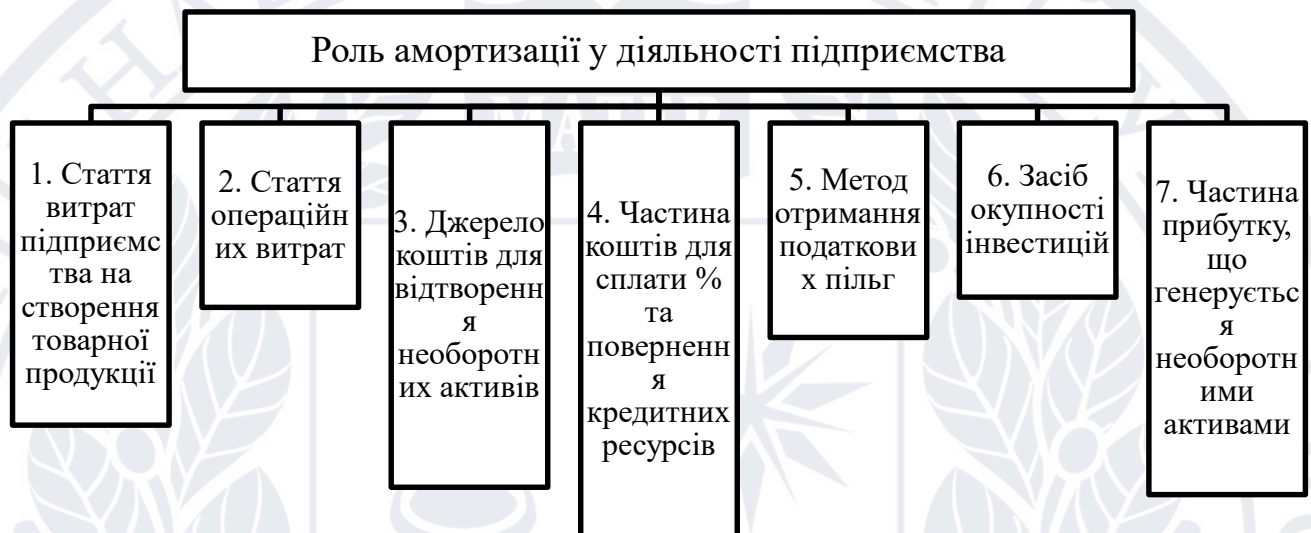 Роль амортизації у діяльності підприємства
1. Стаття
витрат
підприємс
тва на
створення
товарної
продукції
2. Стаття
операційн
их витрат
3. Джерело
коштів для
відтворенн
я
необоротн
их активів
4. Частина
коштів для
сплати %
та
повороненн
я
кредитних
ресурсів
5. Метод
отримання
податкови
х пільг
6. Засіб
окупності
інвестицій
7. Частина
прибутку,
що
генеруєтьс
я
необоротн
ими
активами